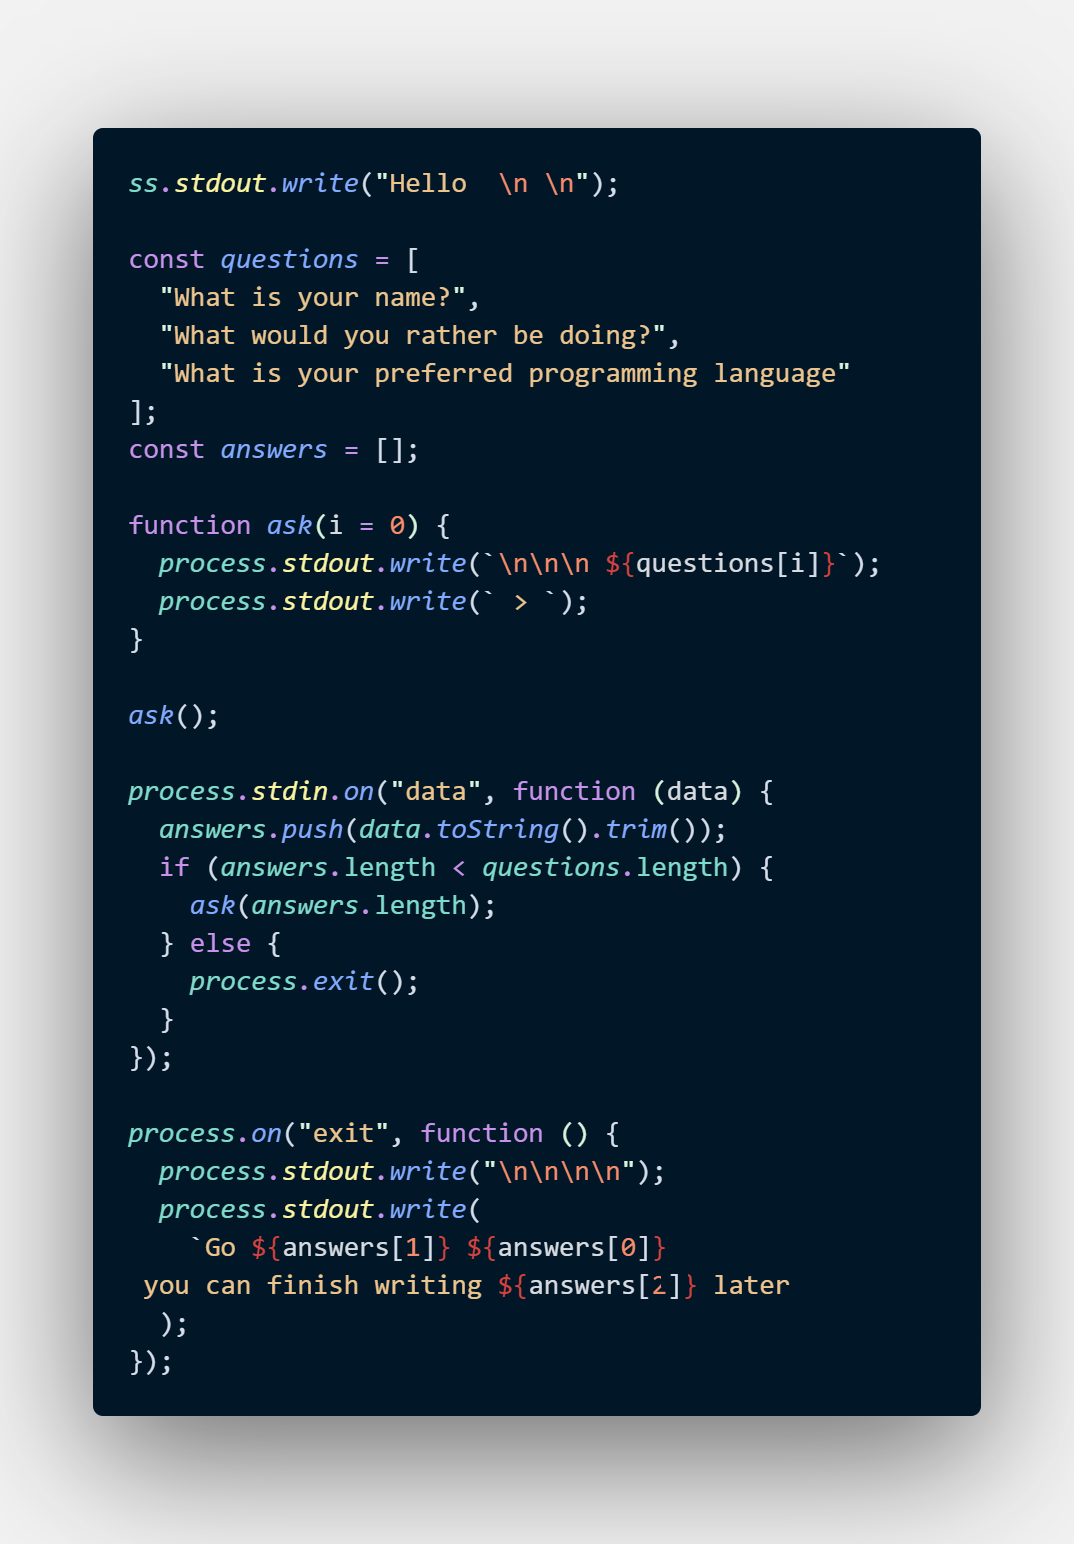 ss.stdout.write("Hello  \n \n");

const questions = [
  "What is your name?",
  "What would you rather be doing?",
  "What is your preferred programming language"
];
const answers = [];

function ask(i = 0) {
  process.stdout.write(`\n\n\n ${questions[i]}`);
  process.stdout.write(` > `);
}

ask();

process.stdin.on("data", function (data) {
  answers.push(data.toString().trim());
  if (answers.length < questions.length) {
    ask(answers.length);
  } else {
    process.exit();
  }
});

process.on("exit", function () {
  process.stdout.write("\n\n\n\n");
  process.stdout.write(
    `Go ${answers[1]} ${answers[0]}
 you can finish writing ${answers[2]} later
  );
});